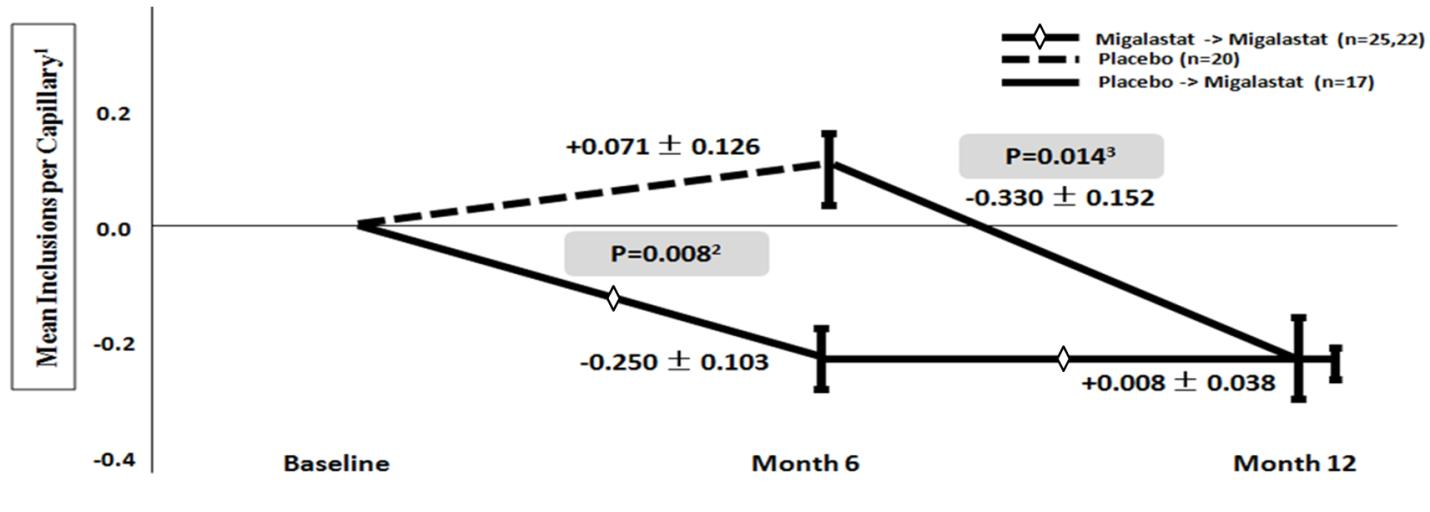 Mean Inclusions per Capillary¹
Migalastat -> Migalastat (n=25,22)
Placebo (n=20)
Placebo -> Migalastat (n=17)
0.2
+0.071 ± 0.126
P=0.014³
-0.330 ± 0.152
0.0
P=0.008²
-0.2
-0.250 ± 0.103
+0.008 ± 0.038
-0.4
Baseline
Month 6
Month 12